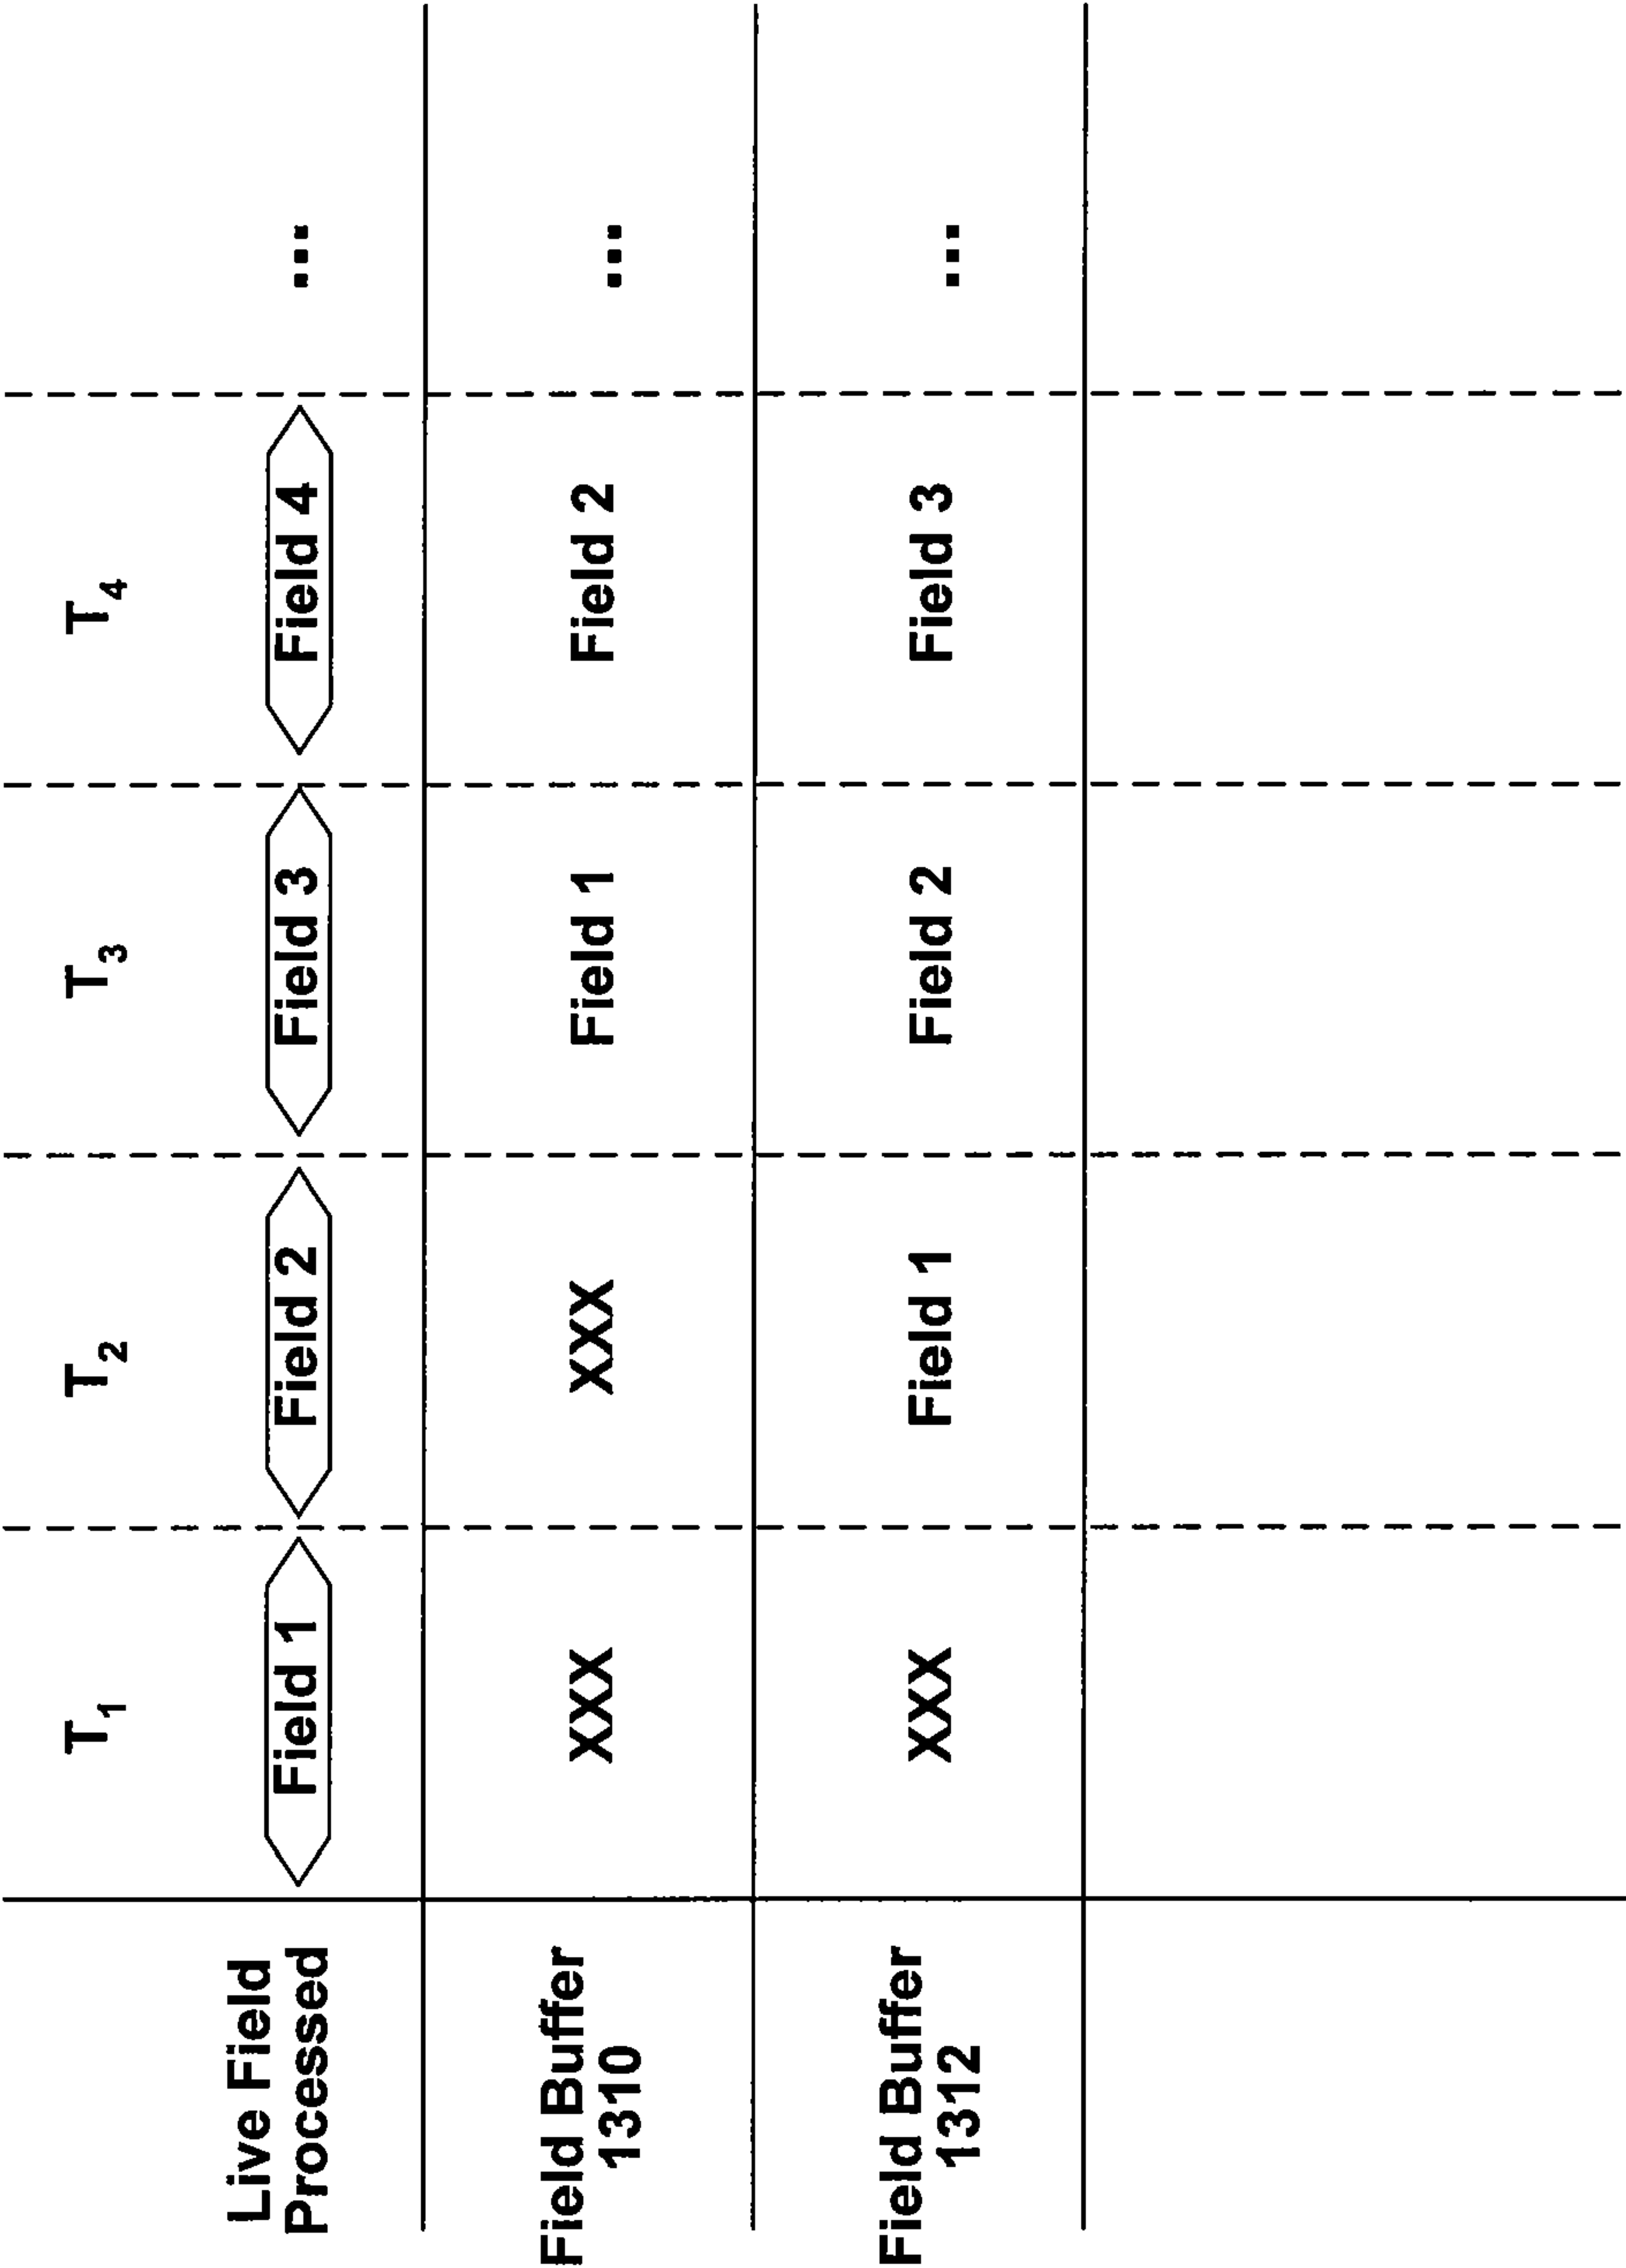 T1 T2 T3 T4
Live Field
Processed
Field 1 Field 2 Field 3 Field 4 ...
Field Buffer
1310
XXX XXX Field 1 Field 2 ...
Field Buffer
1312
XXX Field 1 Field 2 Field 3 ...